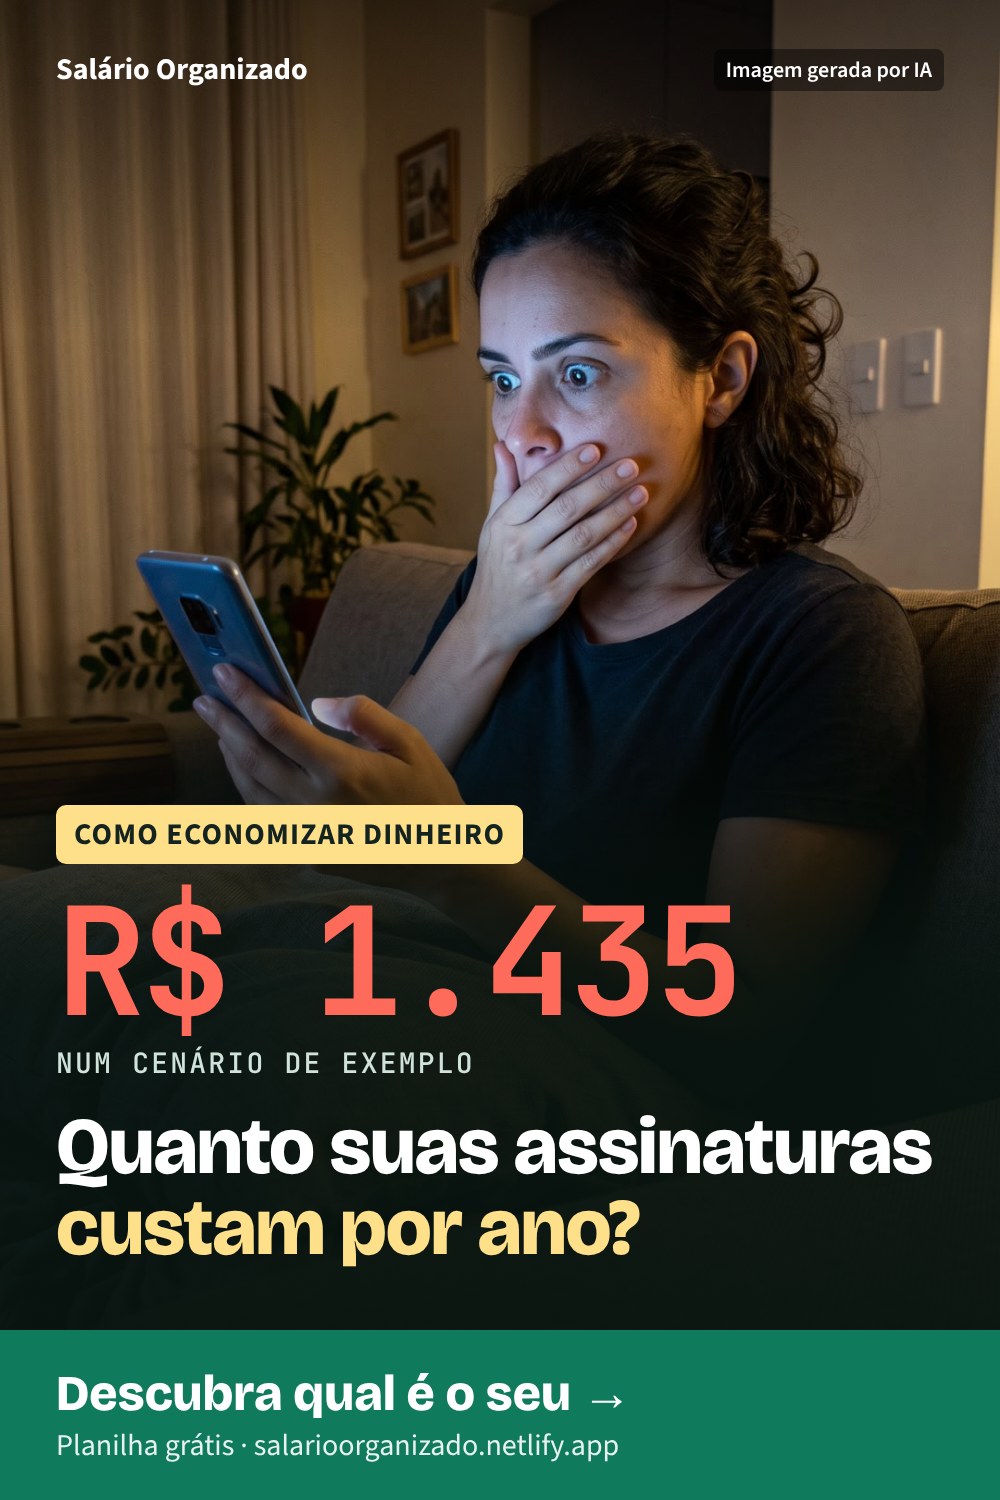 Salário Organizado
Imagem gerada por IA
COMO ECONOMIZAR DINHEIRO
R$ 1.435
NUM CENÁRIO DE EXEMPLO
Quanto suas assinaturas
custam por ano?
Descubra qual é o seu →
Planilha grátis · salarioorganizado.netlify.app